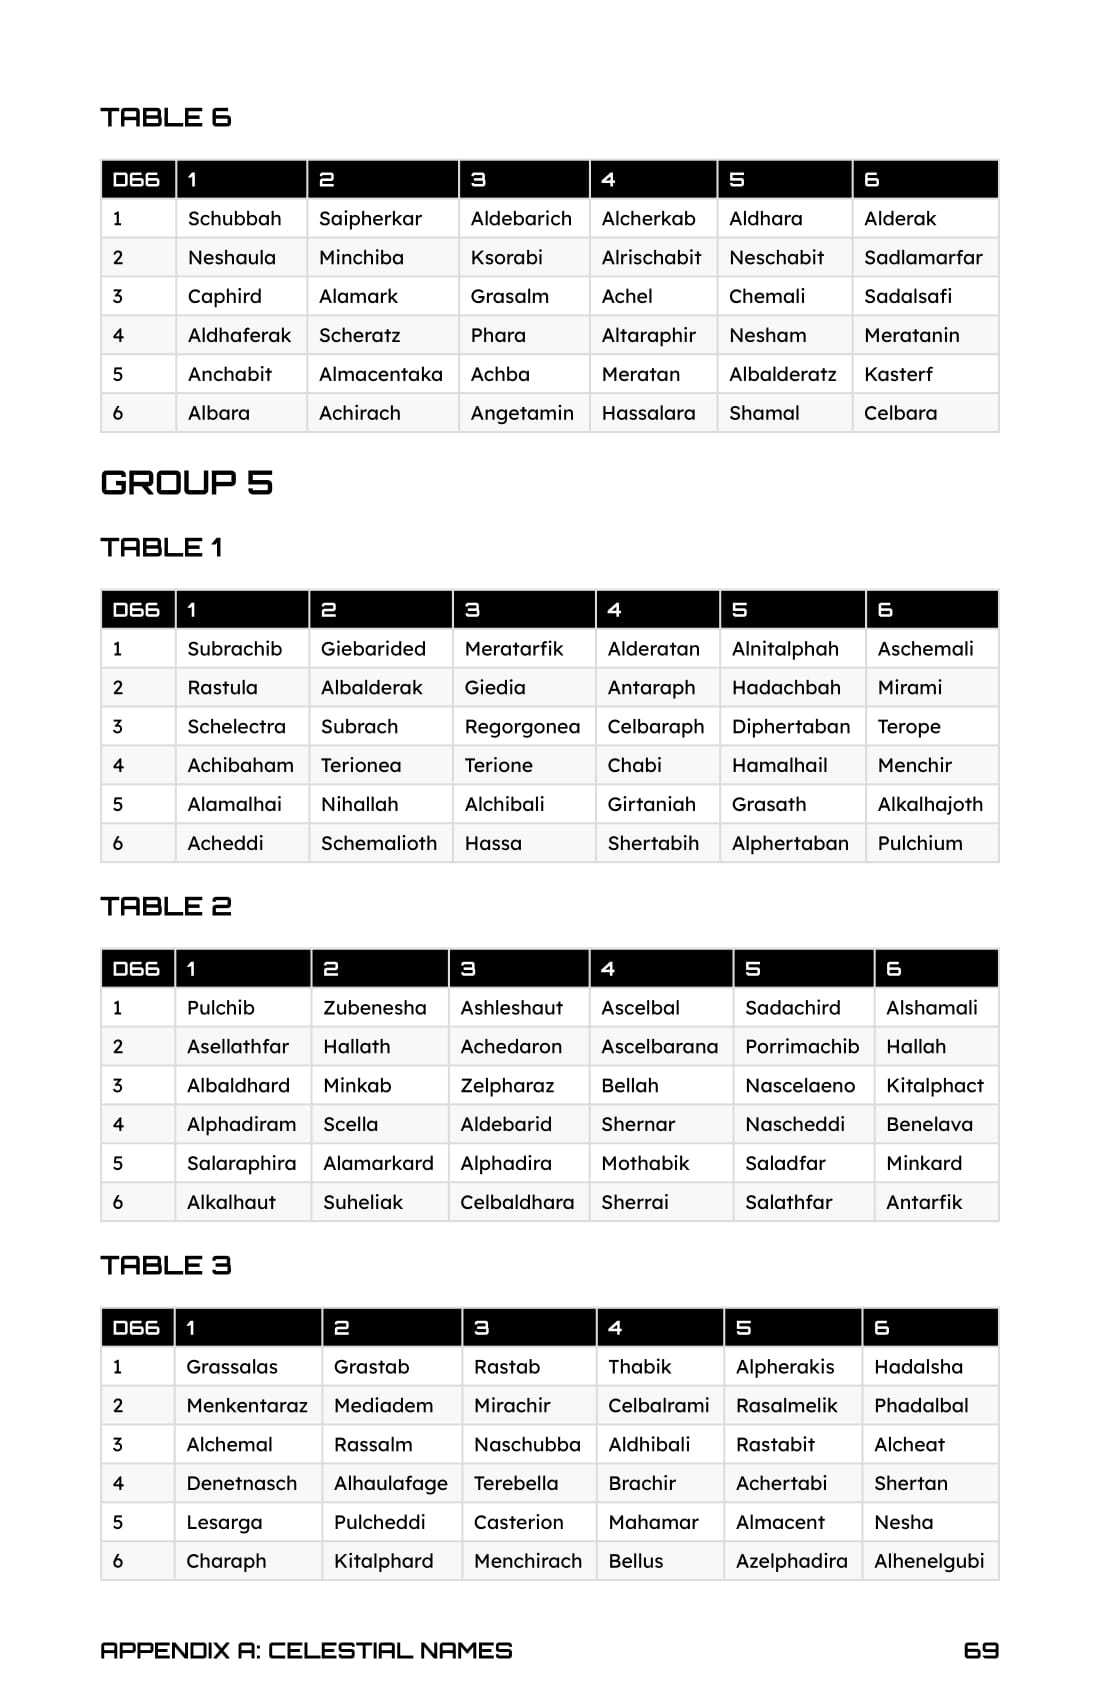 TABLE 6
D66 1 2 3 4 5 6
1 Schubbah Saipherkar Aldebarich Alcherkab Aldhara Alderak
2 Neshaula Minchiba Ksorabi Alrischabit Neschabit Sadlamarfar
3 Caphird Alamark Grasalm Achel Chemali Sadalsafi
4 Aldhaferak Scheratz Phara Altaraphir Nesham Meratanin
5 Anchabit Almacentaka Achba Meratan Albalderatz Kasterf
6 Albara Achirach Angetamin Hassalara Shamal Celbara
GROUP 5
TABLE 1
D66 1 2 3 4 5 6
1 Subrachib Giebarided Meratarfik Alderatan Alnitalphah Aschemali
2 Rastula Albalderak Giedia Antaraph Hadachbah Mirami
3 Schelectra Subrach Regorgonea Celbaraph Diphertaban Terope
4 Achibaham Terionea Terione Chabi Hamalhail Menchir
5 Alamalhai Nihallah Alchibali Girtaniah Grasath Alkalhajoth
6 Acheddi Schemalioth Hassa Shertabih Alphertaban Pulchium
TABLE 2
D66 1 2 3 4 5 6
1 Pulchib Zubenesha Ashleshaut Ascelbal Sadachird Alshamali
2 Asellathfar Hallath Achedaron Ascelbarana Porrimachib Hallah
3 Albaldhard Minkab Zelpharaz Bellah Nascelaeno Kitalphact
4 Alphadiram Scella Aldebarid Shernar Nascheddi Benelava
5 Salaraphira Alamarkard Alphadira Mothabik Saladfar Minkard
6 Alkalhaut Suheliak Celbaldhara Sherrai Salathfar Antarfik
TABLE 3
D66 1 2 3 4 5 6
1 Grassalas Grastab Rastab Thabik Alpherakis Hadalsha
2 Menkentaraz Mediadem Mirachir Celbalrami Rasalmelik Phadalbal
3 Alchemal Rassalm Naschubba Aldhibali Rastabit Alcheat
4 Denetnasch Alhaulafage Terebella Brachir Achertabi Shertan
5 Lesarga Pulcheddi Casterion Mahamar Almacent Nesha
6 Charaph Kitalphard Menchirach Bellus Azelphadira Alhenelgubi
APPENDIX A: CELESTIAL NAMES 69